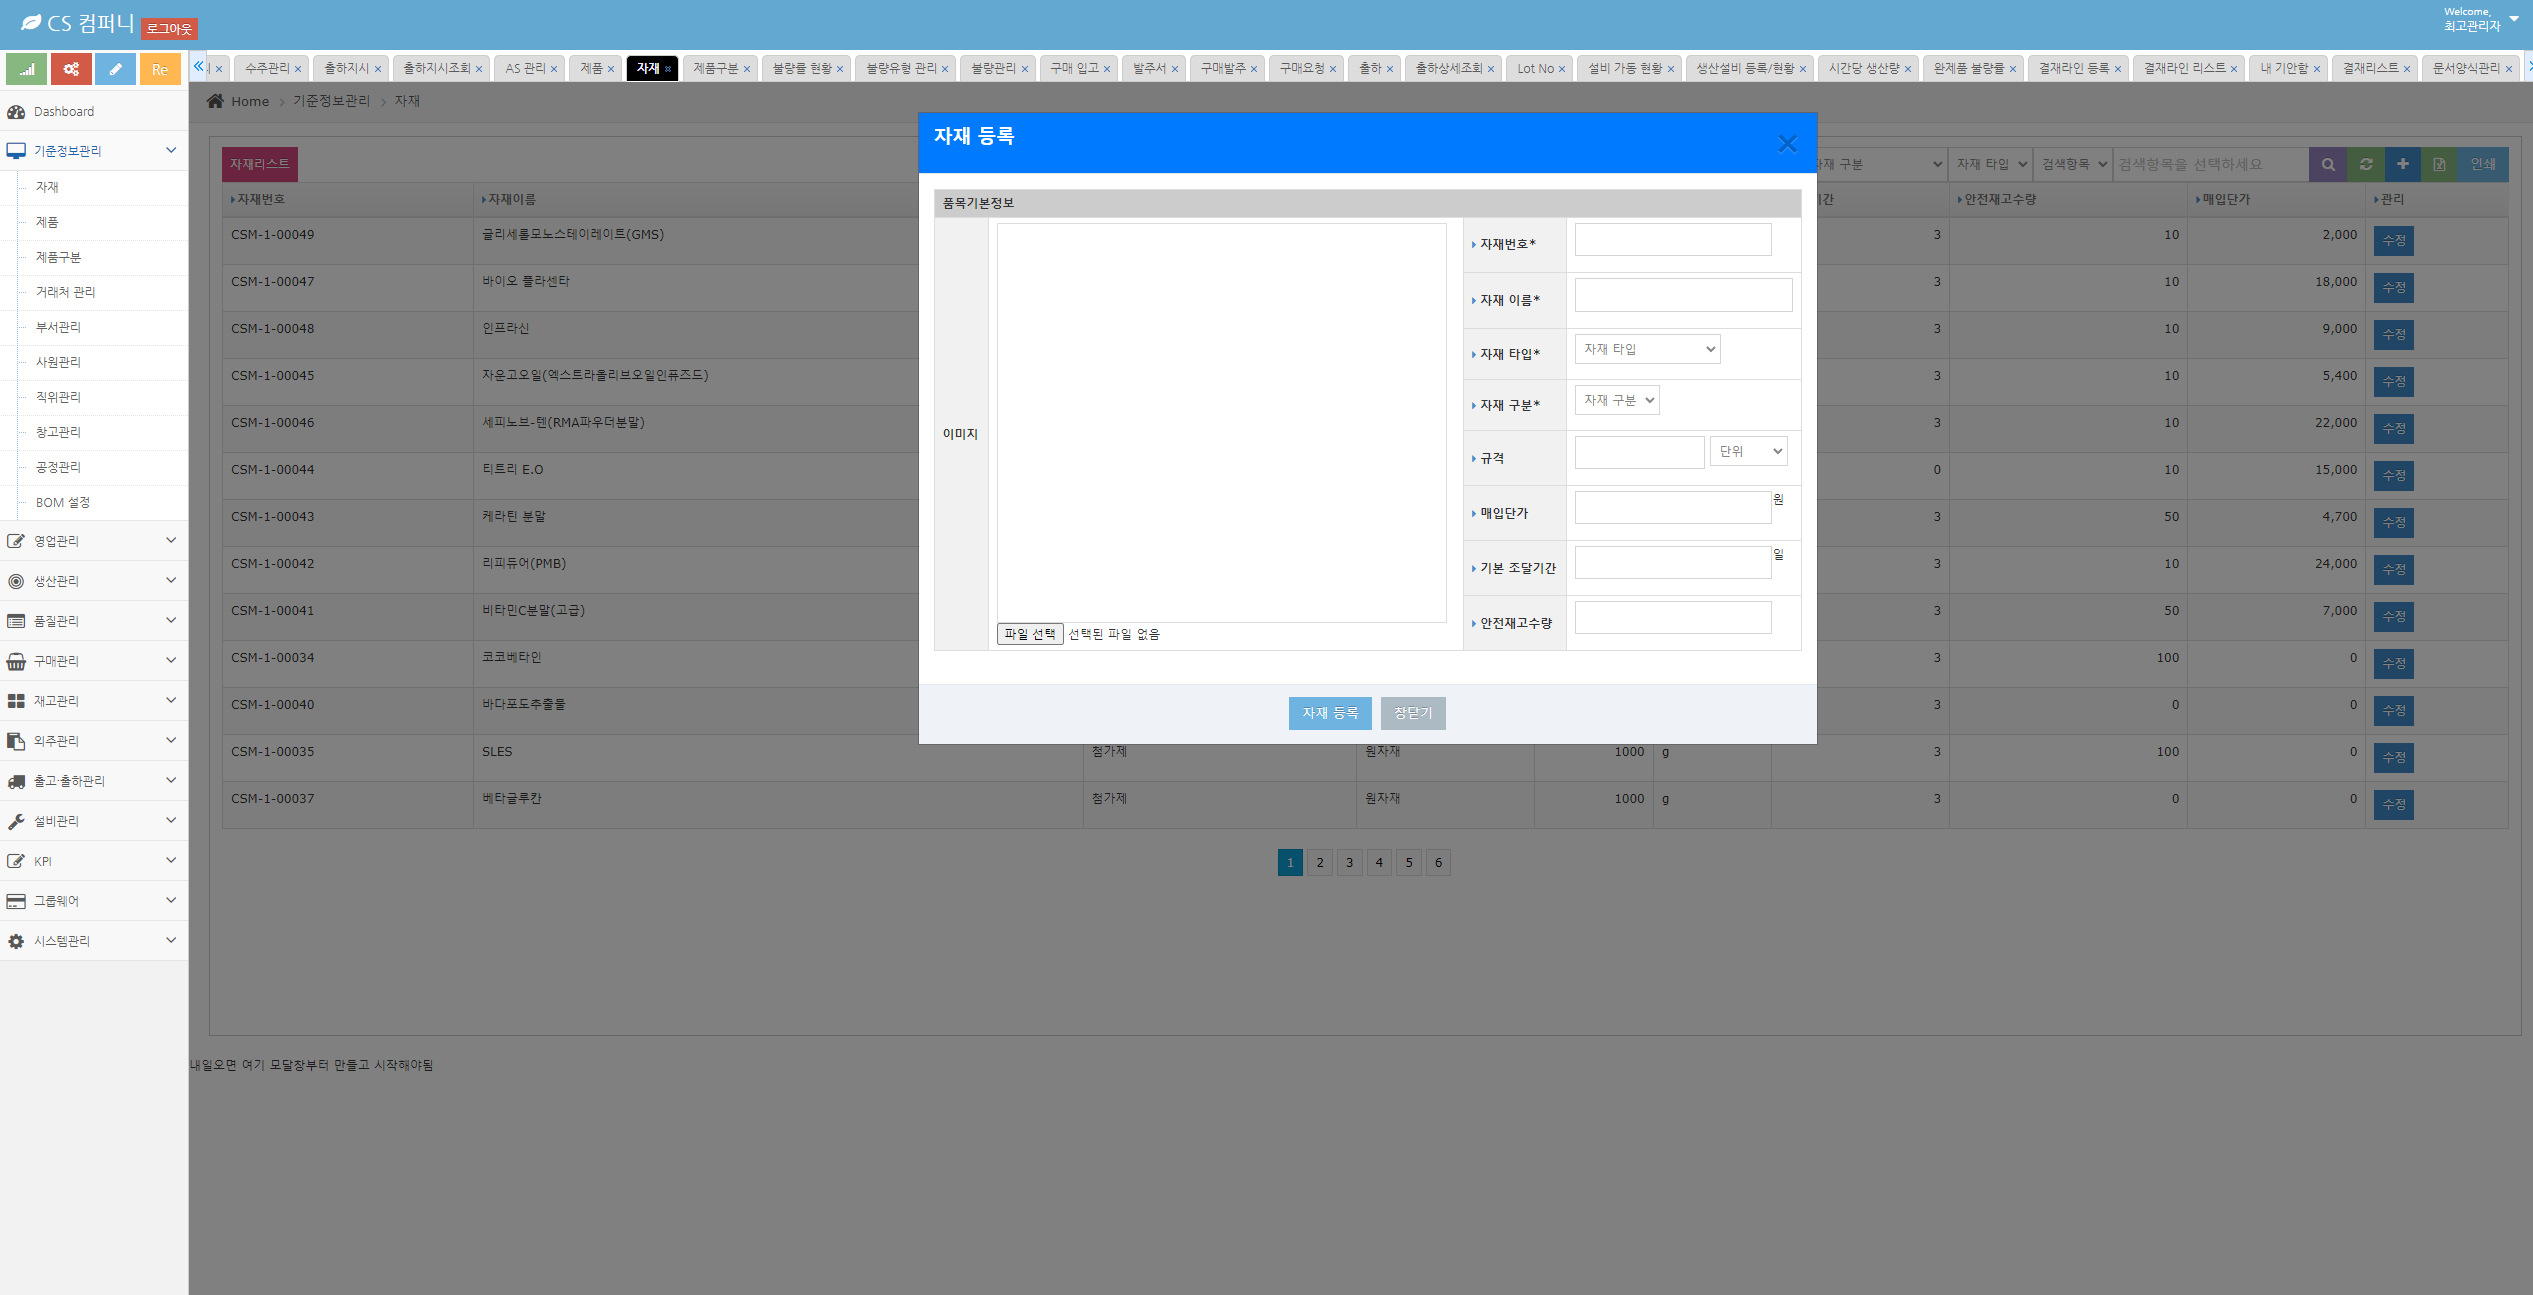 CS 컴퍼니 로그아웃
Welcome,
최고관리자
Re
수주관리 출하지시 출하지시조회 AS 관리 제품 자재 제품구분 불량률 현황 불량유형 관리 불량관리 구매 입고 발주서 구매발주 구매요청 출하 출하상세조회 Lot No 설비 가동 현황 생산설비 등록/현황 시간당 생산량 완제품 불량률 결재라인 등록 결재라인 리스트 내 기안함 결재리스트 문서양식관리
Home > 기준정보관리 > 자재
Dashboard
기준정보관리
자재
제품
제품구분
거래처 관리
부서관리
사원관리
직위관리
창고관리
공정관리
BOM 설정
영업관리
생산관리
품질관리
구매관리
재고관리
외주관리
출고·출하관리
설비관리
KPI
그룹웨어
시스템관리
자재리스트
구분 자재 타입 검색항목 검색항목을 선택하세요 인쇄
자재번호 자재이름 안전재고수량 매입단가 관리
CSM-1-00049 글리세롤모노스테이레이트(GMS) 3 10 2,000 수정
CSM-1-00047 바이오 플라센타 3 10 18,000 수정
CSM-1-00048 인프라신 3 10 9,000 수정
CSM-1-00045 자운고오일(엑스트라올리브오일인퓨즈드) 3 10 5,400 수정
CSM-1-00046 세피노브-텐(RMA파우더분말) 3 10 22,000 수정
CSM-1-00044 티트리 E.O 0 10 15,000 수정
CSM-1-00043 케라틴 분말 3 50 4,700 수정
CSM-1-00042 리피듀어(PMB) 3 10 24,000 수정
CSM-1-00041 비타민C분말(고급) 3 50 7,000 수정
CSM-1-00034 코코베타인 3 100 0 수정
CSM-1-00040 바다포도추출물 3 0 0 수정
CSM-1-00035 SLES 첨가제 원자재 1000 g 3 100 0 수정
CSM-1-00037 베타글루칸 첨가제 원자재 1000 g 3 0 0 수정
1 2 3 4 5 6
내일오면 여기 모달창부터 만들고 시작해야됨
자재 등록
품목기본정보
이미지
파일 선택 선택된 파일 없음
자재번호*
자재 이름*
자재 타입* 자재 타입
자재 구분* 자재 구분
규격 단위
매입단가 원
기본 조달기간 일
안전재고수량
자재 등록 창닫기